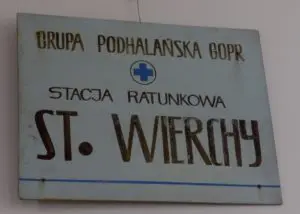 GRUPA PODHALAŃSKA GOPR
STACJA RATUNKOWA
ST. WIERCHY